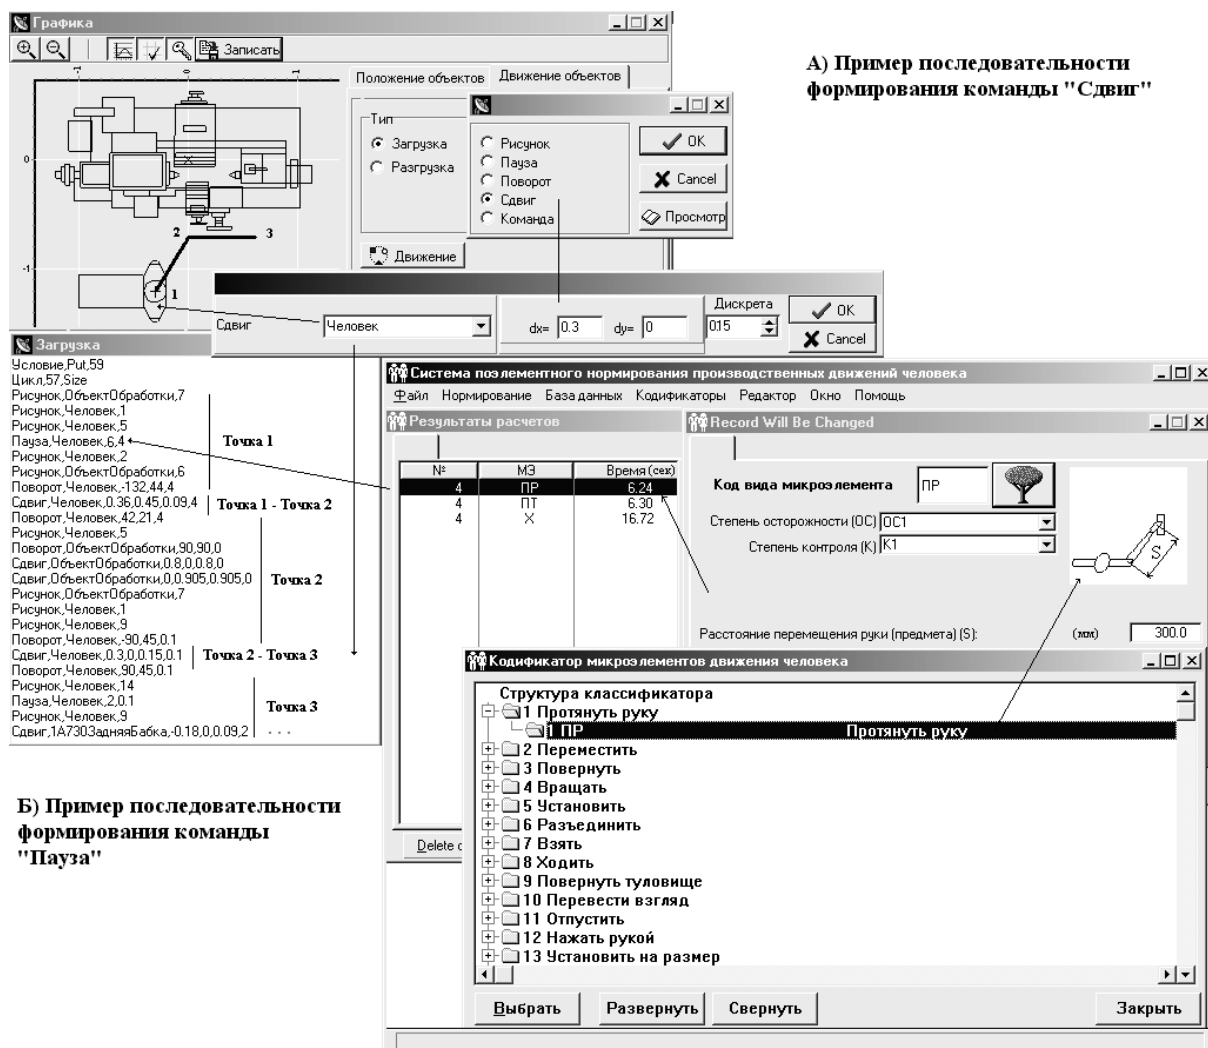 Графика
Записать
А) Пример последовательности
формирования команды "Сдвиг"
Положение объектов
Движение объектов
Тип
Загрузка
Разгрузка
Рисунок
Пауза
Поворот
Сдвиг
Команда
OK
Cancel
Просмотр
Движение
0
-1
1
2
3
Сдвиг
Человек
dx= 0.3
dy= 0
Дискрета
0.15
OK
Cancel
Загрузка
Условие,Put,59
Цикл,57,Size
Рисунок,ОбъектОбработки,7
Рисунок,Человек,1
Рисунок,Человек,5
Пауза,Человек,6,4
Рисунок,Человек,2
Рисунок,ОбъектОбработки,6
Поворот,Человек,-132,44,4
Сдвиг,Человек,0.36,0.45,0.09,4
Поворот,Человек,42,21,4
Рисунок,Человек,5
Поворот,ОбъектОбработки,90,90,0
Сдвиг,ОбъектОбработки,0.8,0,0.8,0
Сдвиг,ОбъектОбработки,0,0.905,0.905,0
Рисунок,ОбъектОбработки,7
Рисунок,Человек,1
Рисунок,Человек,9
Поворот,Человек,-90,45,0.1
Сдвиг,Человек,0.3,0,0.15,0.1
Поворот,Человек,90,45,0.1
Рисунок,Человек,14
Пауза,Человек,2,0.1
Рисунок,Человек,9
Сдвиг,1А730ЗадняяБабка,-0.18,0,0.09,2
Точка 1
Точка 1 - Точка 2
Точка 2
Точка 2 - Точка 3
Точка 3
. . .
Система поэлементного нормирования производственных движений человека
Файл Нормирование База данных Кодификаторы Редактор Окно Помощь
Результаты расчетов
№ МЭ Время (сек)
4 ПР 6.24
4 ПТ 6.30
4 Х 16.72
Delete
Record Will Be Changed
Код вида микроэлемента ПР
Степень осторожности (ОС) ОС1
Степень контроля (К) К1
S
Расстояние перемещения руки (предмета) (S): (мм) 300.0
Кодификатор микроэлементов движения человека
Структура классификатора
1 Протянуть руку
1 ПР Протянуть руку
2 Переместить
3 Повернуть
4 Вращать
5 Установить
6 Разъединить
7 Взять
8 Ходить
9 Повернуть туловище
10 Перевести взгляд
11 Отпустить
12 Нажать рукой
13 Установить на размер
Выбрать
Развернуть
Свернуть
Закрыть
Б) Пример последовательности
формирования команды
"Пауза"